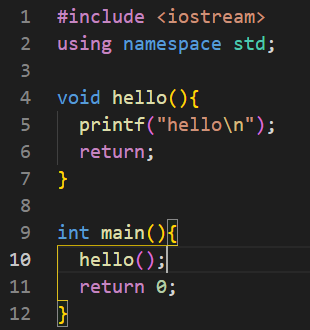 1 #include <iostream>
2 using namespace std;
3
4 void hello(){
5   printf("hello\n");
6   return;
7 }
8
9 int main(){
10   hello();
11   return 0;
12 }